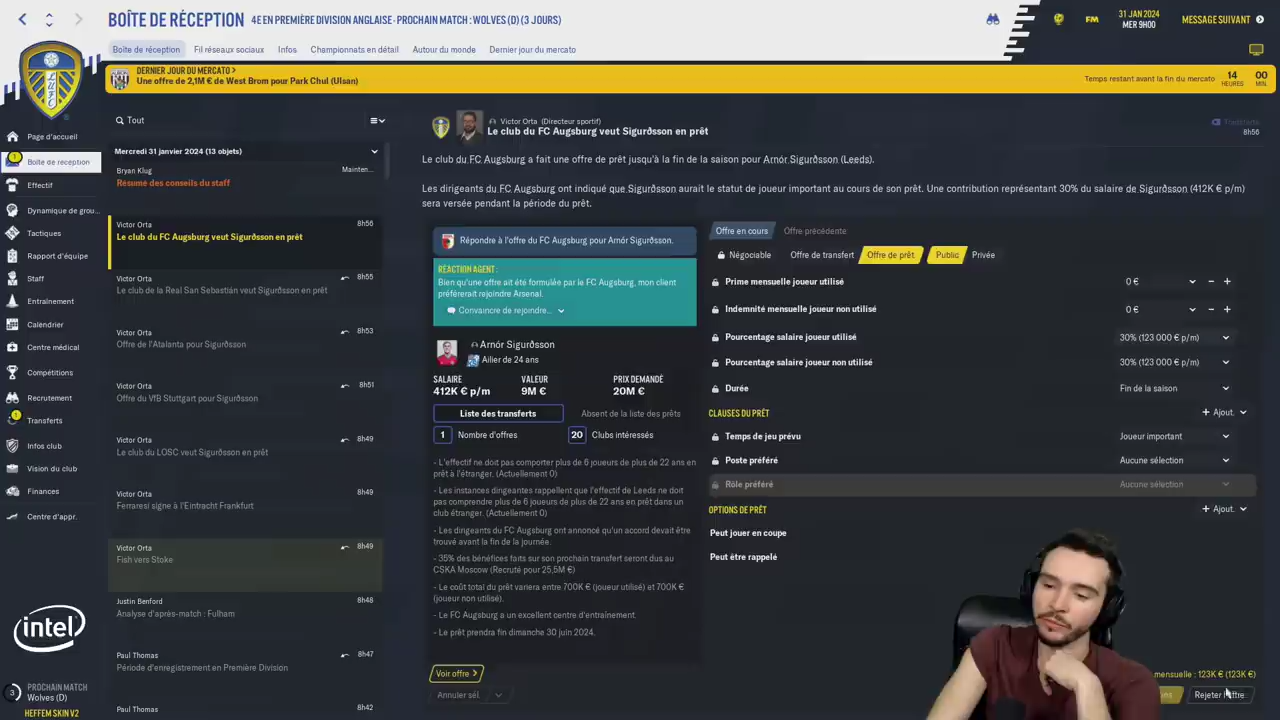 BOÎTE DE RÉCEPTION
4E EN PREMIÈRE DIVISION ANGLAISE - PROCHAIN MATCH : WOLVES (D) (3 JOURS)
FM
31 JAN 2024
MER 9H00
MESSAGE SUIVANT
Boîte de réception
Fil réseaux sociaux
Infos
Championnats en détail
Autour du monde
Dernier jour du mercato
DERNIER JOUR DU MERCATO >
Une offre de 2,1M € de West Brom pour Park Chul (Ulsan)
Temps restant avant la fin du mercato
14
HEURES
00
MIN.
Page d'accueil
Boîte de réception
1
Effectif
Dynamique de grou...
Tactiques
Rapport d'équipe
Staff
Entraînement
Calendrier
Centre médical
Compétitions
Recrutement
Transferts
Infos club
Vision du club
Finances
Centre d'appr.
intel
3
PROCHAIN MATCH
Wolves (D)
HEFFEM SKIN V2
Tout
Mercredi 31 janvier 2024 (13 objets)
Bryan Klug
Mainten...
Résumé des conseils du staff
Victor Orta
8h56
Le club du FC Augsburg veut Sigurðsson en prêt
Victor Orta
8h55
Le club de la Real San Sebastián veut Sigurðsson en prêt
Victor Orta
8h53
Offre de l'Atalanta pour Sigurðsson
Victor Orta
8h51
Offre du VfB Stuttgart pour Sigurðsson
Victor Orta
8h49
Le club du LOSC veut Sigurðsson en prêt
Victor Orta
8h49
Ferraresi signe à l'Eintracht Frankfurt
Victor Orta
8h49
Fish vers Stoke
Justin Benford
8h48
Analyse d'après-match : Fulham
Paul Thomas
8h47
Période d'enregistrement en Première Division
Paul Thomas
8h42
Victor Orta (Directeur sportif)
Le club du FC Augsburg veut Sigurðsson en prêt
Transferts
8h56
Le club du FC Augsburg a fait une offre de prêt jusqu'à la fin de la saison pour Arnór Sigurðsson (Leeds).
Les dirigeants du FC Augsburg ont indiqué que Sigurðsson aurait le statut de joueur important au cours de son prêt. Une contribution représentant 30% du salaire de Sigurðsson (412K € p/m)
sera versée pendant la période du prêt.
Répondre à l'offre du FC Augsburg pour Arnór Sigurðsson.
RÉACTION AGENT :
Bien qu'une offre ait été formulée par le FC Augsburg, mon client
préférerait rejoindre Arsenal.
Convaincre de rejoindre...
Arnór Sigurðsson
Ailier de 24 ans
SALAIRE
VALEUR
PRIX DEMANDÉ
412K € p/m
9M €
20M €
Liste des transferts
Absent de la liste des prêts
1
Nombre d'offres
20
Clubs intéressés
- L'effectif ne doit pas comporter plus de 6 joueurs de plus de 22 ans en
prêt à l'étranger. (Actuellement 0)
- Les instances dirigeantes rappellent que l'effectif de Leeds ne doit
pas comprendre plus de 6 joueurs de plus de 22 ans en prêt dans un
club étranger. (Actuellement 0)
- Les dirigeants du FC Augsburg ont annoncé qu'un accord devait être
trouvé avant la fin de la journée.
- 35% des bénéfices faits sur son prochain transfert seront dus au
CSKA Moscow (Recruté pour 25,5M €)
- Le coût total du prêt variera entre 700K € (joueur utilisé) et 700K €
(joueur non utilisé).
- Le FC Augsburg a un excellent centre d'entraînement.
- Le prêt prendra fin dimanche 30 juin 2024.
Voir offre >
Annuler sél.
Offre en cours
Offre précédente
Négociable
Offre de transfert
Offre de prêt
Public
Privée
Prime mensuelle joueur utilisé
0 €
Indemnité mensuelle joueur non utilisé
0 €
Pourcentage salaire joueur utilisé
30% (123 000 € p/m)
Pourcentage salaire joueur non utilisé
30% (123 000 € p/m)
Durée
Fin de la saison
CLAUSES DU PRÊT
Ajout.
Temps de jeu prévu
Joueur important
Poste préféré
Aucune sélection
Rôle préféré
Aucune sélection
OPTIONS DE PRÊT
Ajout.
Peut jouer en coupe
Peut être rappelé
mensuelle : 123K € (123K €)
Rejeter l'offre